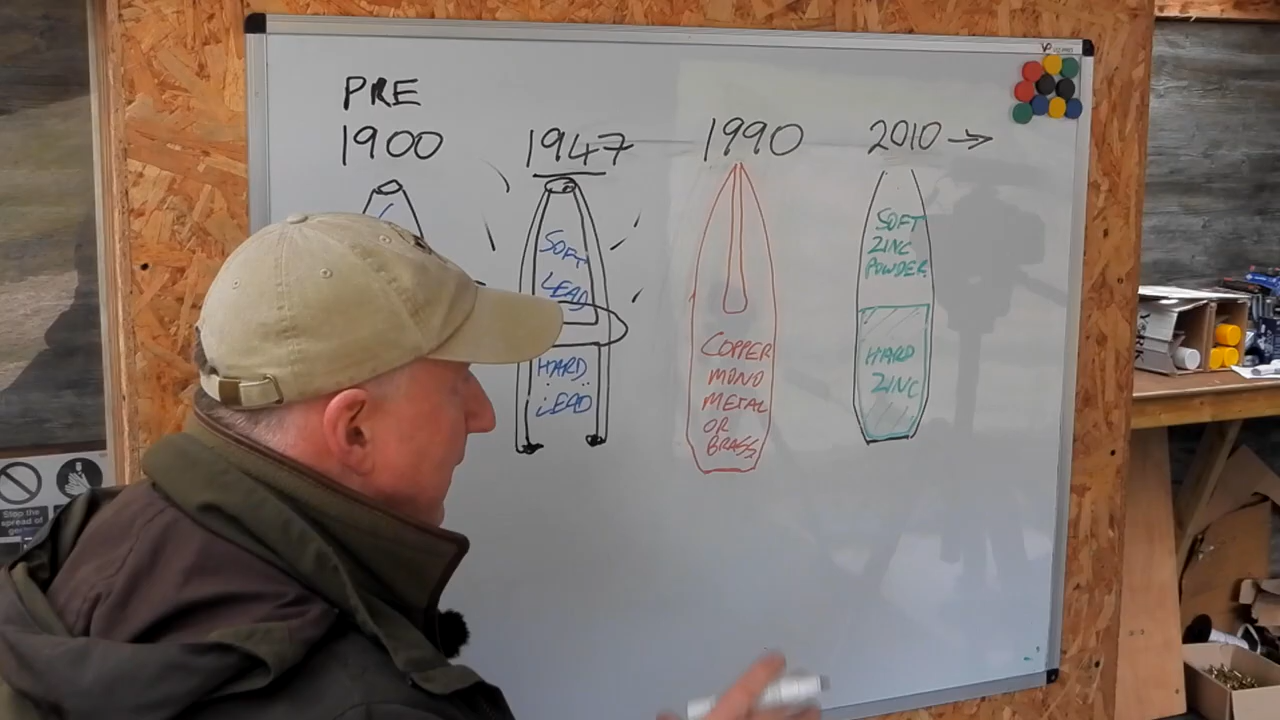 PRE
1900
1947
1990
2010 →
SOFT
LEAD
HARD
LEAD
COPPER
MONO
METAL
OR
BRASS
SOFT
ZINC
POWDER
HARD
ZINC
Stop the
spread of